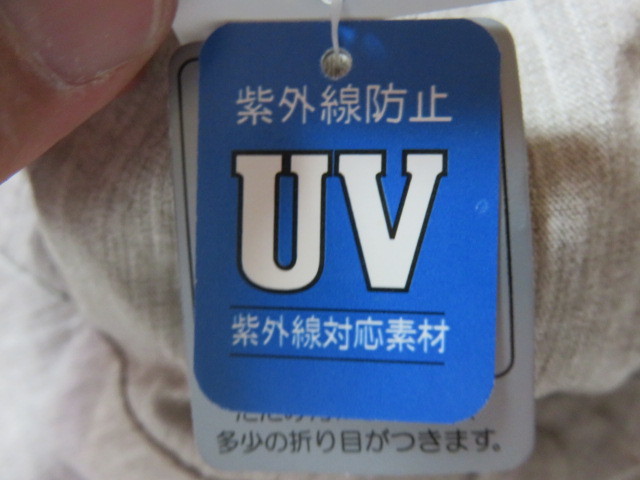 紫外線防止
UV
紫外線対応素材
多少の折り目がつきます。